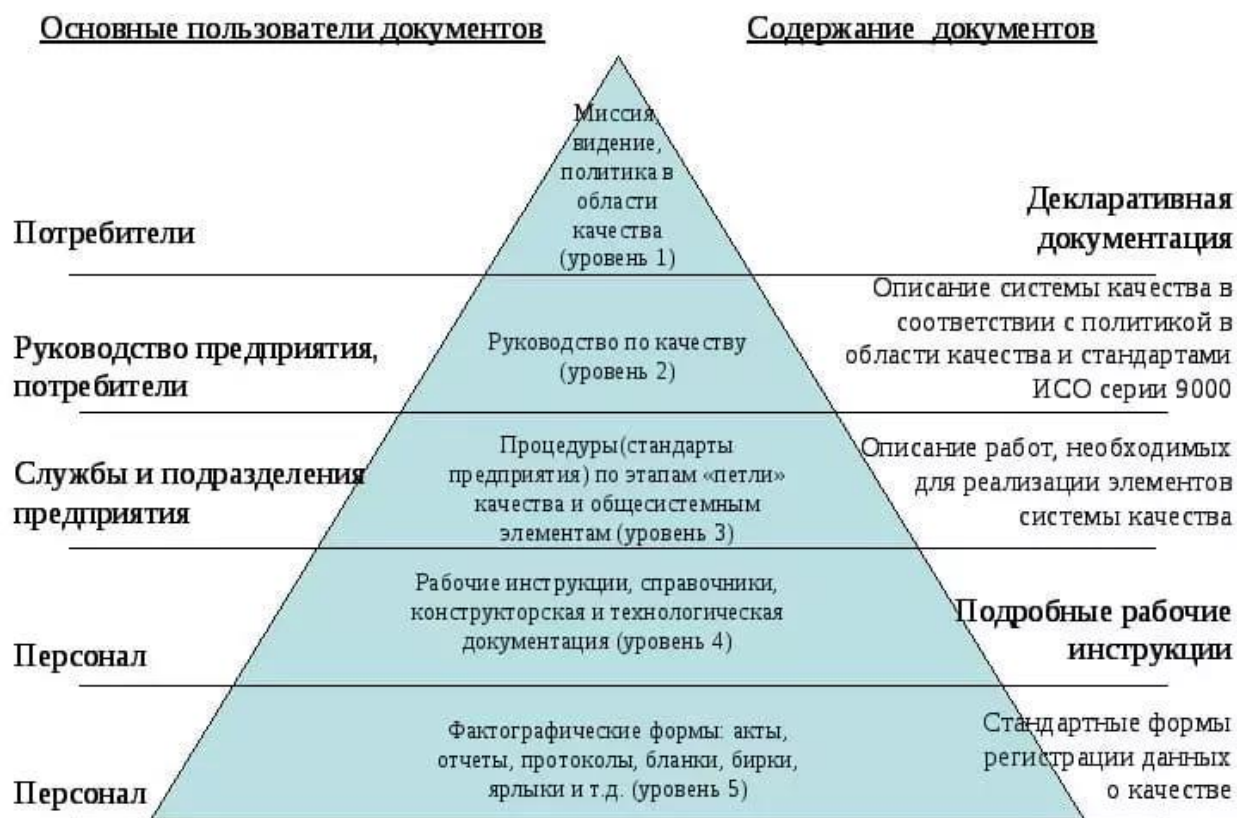 Основные пользователи документов
Содержание документов
Миссия,
видение,
политика в
области
качества
(уровень 1)
Потребители
Декларативная
документация
Руководство предприятия,
потребители
Руководство по качеству
(уровень 2)
Описание системы качества в
соответствии с политикой в
области качества и стандартами
ИСО серии 9000
Службы и подразделения
предприятия
Процедуры(стандарты
предприятия) по этапам «петли»
качества и общесистемным
элементам (уровень 3)
Описание работ, необходимых
для реализации элементов
системы качества
Персонал
Рабочие инструкции, справочники,
конструкторская и технологическая
документация (уровень 4)
Подробные рабочие
инструкции
Персонал
Фактографические формы: акты,
отчеты, протоколы, бланки, бирки,
ярлыки и т.д. (уровень 5)
Стандартные формы
регистрации данных
о качестве